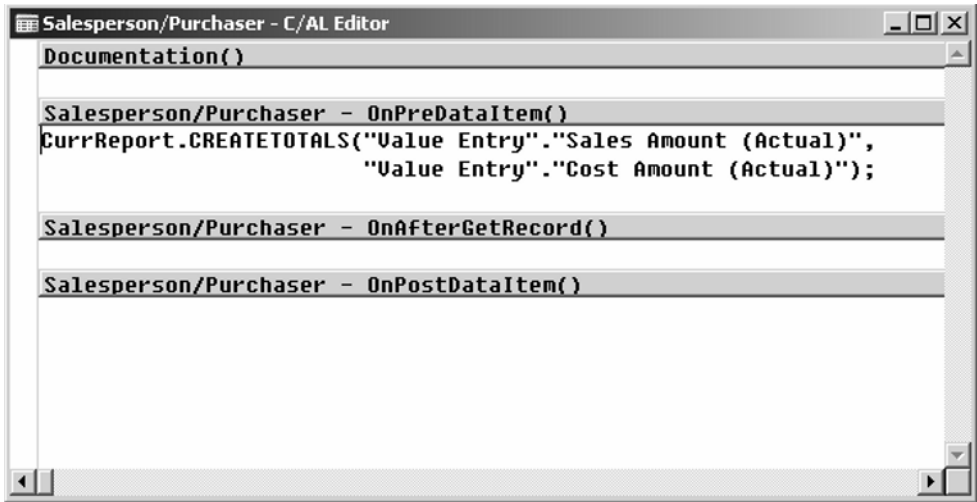 Salesperson/Purchaser - C/AL Editor
Documentation()
Salesperson/Purchaser - OnPreDataItem()
CurrReport.CREATETOTALS("Value Entry"."Sales Amount (Actual)",
"Value Entry"."Cost Amount (Actual)");
Salesperson/Purchaser - OnAfterGetRecord()
Salesperson/Purchaser - OnPostDataItem()